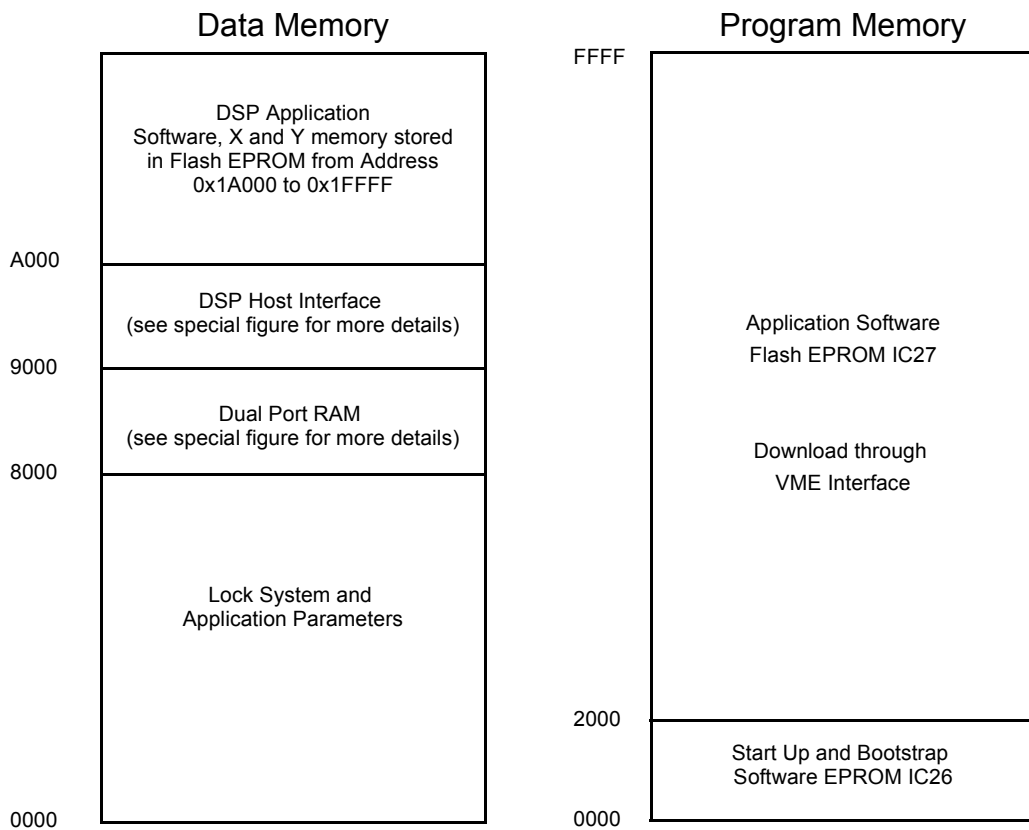 Data Memory
DSP Application
Software, X and Y memory stored
in Flash EPROM from Address
0x1A000 to 0x1FFFF
A000
DSP Host Interface
(see special figure for more details)
9000
Dual Port RAM
(see special figure for more details)
8000
Lock System and
Application Parameters
0000
Program Memory
FFFF
Application Software
Flash EPROM IC27
Download through
VME Interface
2000
Start Up and Bootstrap
Software EPROM IC26
0000